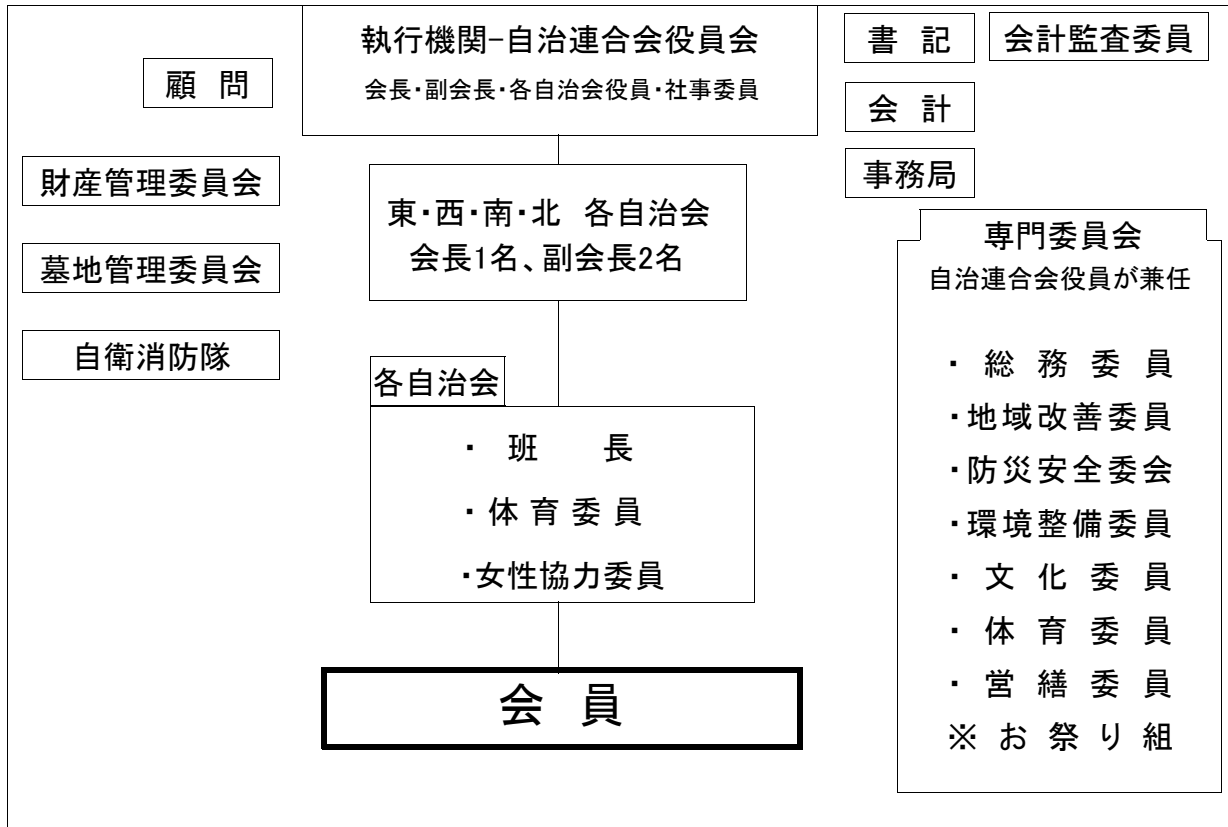 執行機関-自治連合会役員会
会長・副会長・各自治会役員・社事委員
書 記
会計監査委員
顧 問
会 計
財産管理委員会
事務局
東・西・南・北 各自治会
会長1名、副会長2名
墓地管理委員会
自衛消防隊
各自治会
・ 班 長
・ 体 育 委 員
・女性協力委員
会 員
専門委員会
自治連合会役員が兼任
・ 総 務 委 員
・地域改善委員
・防災安全委会
・環境整備委員
・ 文 化 委 員
・ 体 育 委 員
・ 営 繕 委 員
※ お 祭 り 組